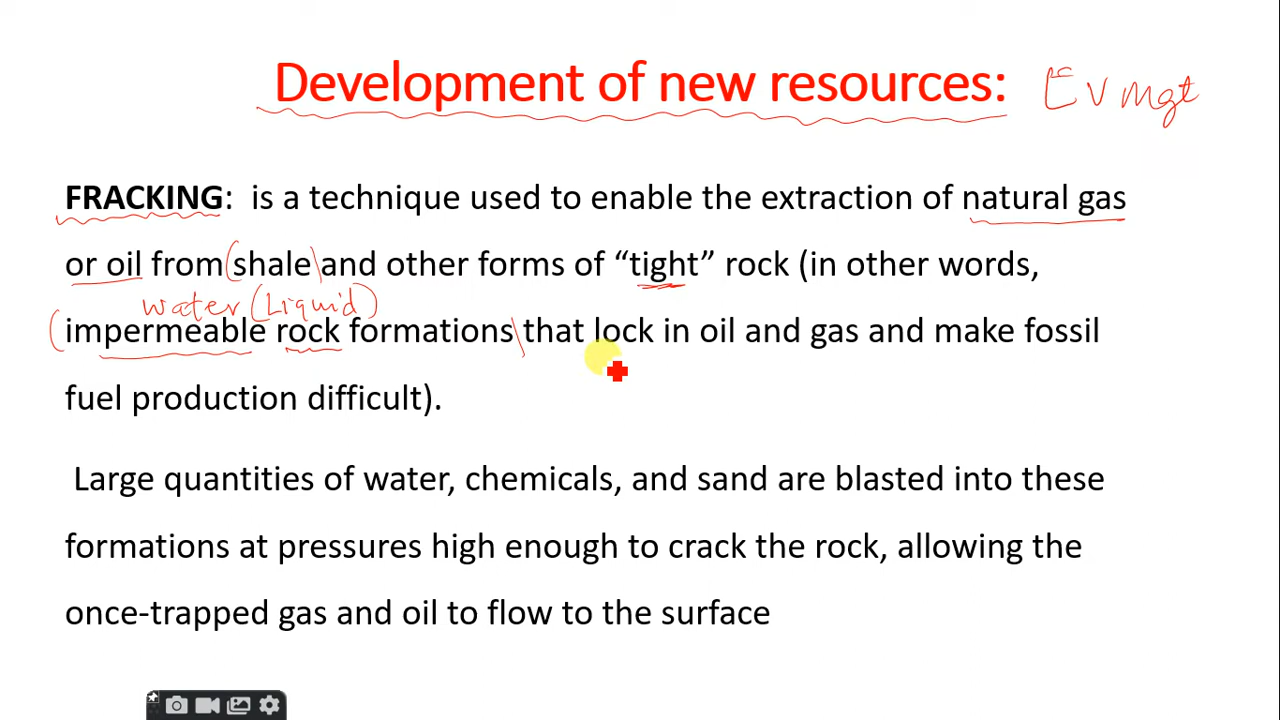 Development of new resources: Ev mgt
FRACKING: is a technique used to enable the extraction of natural gas
or oil from (shale\and other forms of “tight” rock (in other words,
water (Liquid)
(impermeable rock formations\that lock in oil and gas and make fossil
fuel production difficult).
Large quantities of water, chemicals, and sand are blasted into these
formations at pressures high enough to crack the rock, allowing the
once-trapped gas and oil to flow to the surface